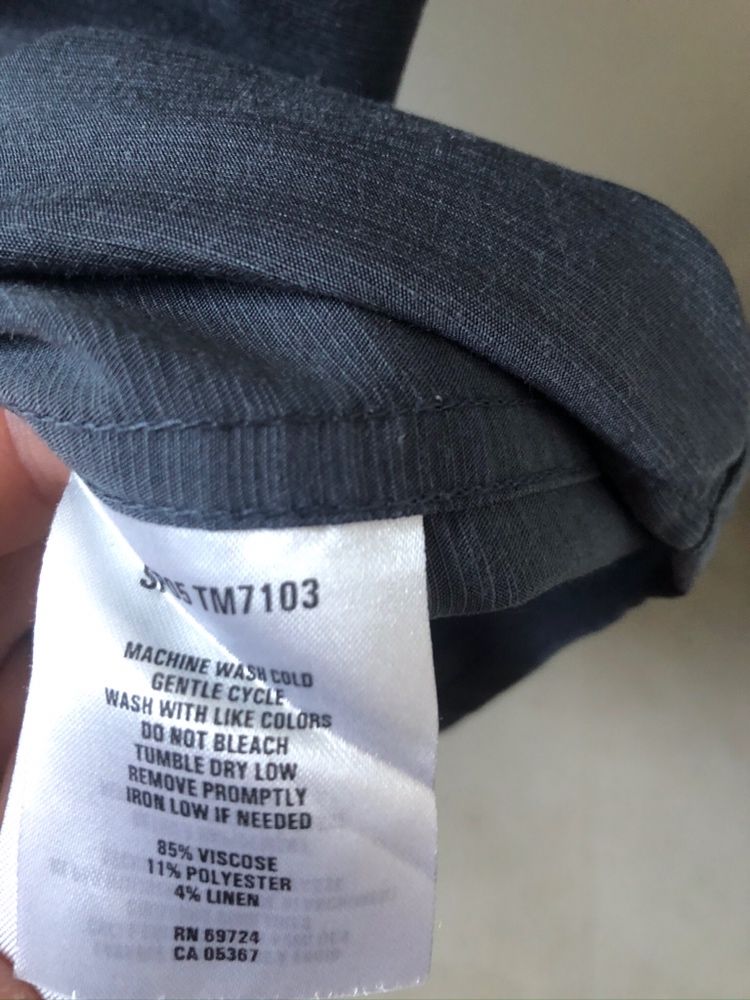 TM7103
MACHINE WASH COLD
GENTLE CYCLE
WASH WITH LIKE COLORS
DO NOT BLEACH
TUMBLE DRY LOW
REMOVE PROMPTLY
IRON LOW IF NEEDED
85% VISCOSE
11% POLYESTER
4% LINEN
RN 69724
CA 05367